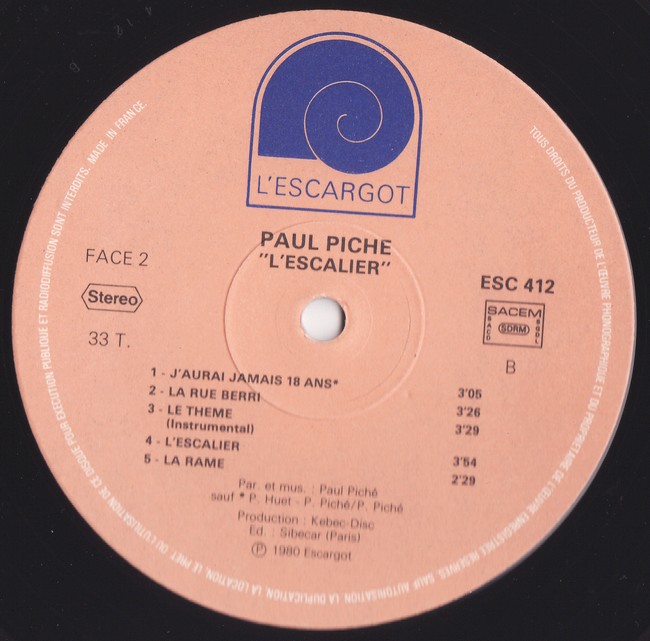 L'ESCARGOT
PAUL PICHE
"L'ESCALIER"
FACE 2
Stereo
33 T.
ESC 412
SACEM
SACD
SDRM
SGDL
B
1 - J'AURAI JAMAIS 18 ANS* 3'05
2 - LA RUE BERRI 3'26
3 - LE THEME 3'29
(Instrumental)
4 - L'ESCALIER 3'54
5 - LA RAME 2'29
Par. et mus. : Paul Piché
sauf * P. Huet - P. Piché/P. Piché
Production : Kebec-Disc
Ed. : Sibecar (Paris)
Ⓟ 1980 Escargot
TOUS DROITS DU PRODUCTEUR DE L'ŒUVRE PHONOGRAPHIQUE ET DU PROPRIETAIRE DE L'ŒUVRE ENREGISTREE RESERVES. SAUF AUTORISATION, LA DUPLICATION, LA LOCATION, LE PRET OU L'UTILISATION DE CE DISQUE POUR EXECUTION PUBLIQUE ET RADIODIFFUSION SONT INTERDITS. MADE IN FRANCE.